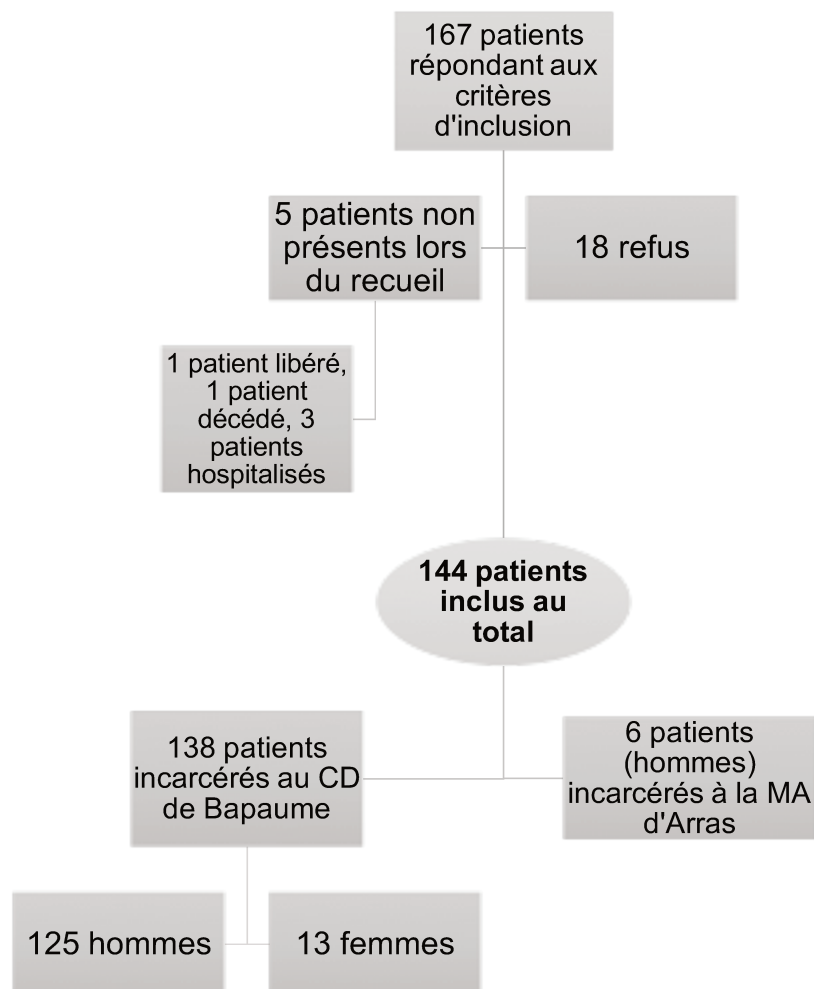 167 patients
répondant aux
critères
d'inclusion
5 patients non
présents lors
du recueil
18 refus
1 patient libéré,
1 patient
décédé, 3
patients
hospitalisés
144 patients
inclus au
total
138 patients
incarcérés au CD
de Bapaume
6 patients
(hommes)
incarcérés à la MA
d'Arras
125 hommes
13 femmes